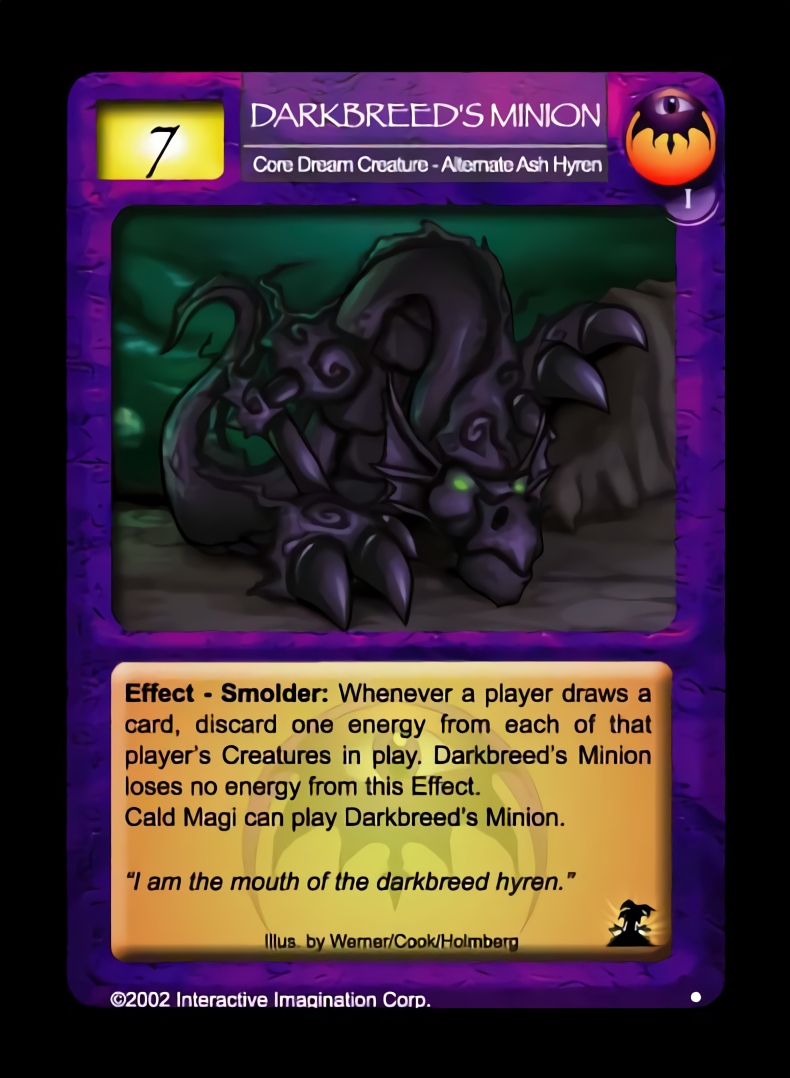 7
DARKBREED'S MINION
Core Dream Creature - Alternate Ash Hyren
I
Effect - Smolder: Whenever a player draws a
card, discard one energy from each of that
player's Creatures in play. Darkbreed's Minion
loses no energy from this Effect.
Cald Magi can play Darkbreed's Minion.
“I am the mouth of the darkbreed hyren.”
Illus. by Werner/Cook/Holmberg
©2002 Interactive Imagination Corp.